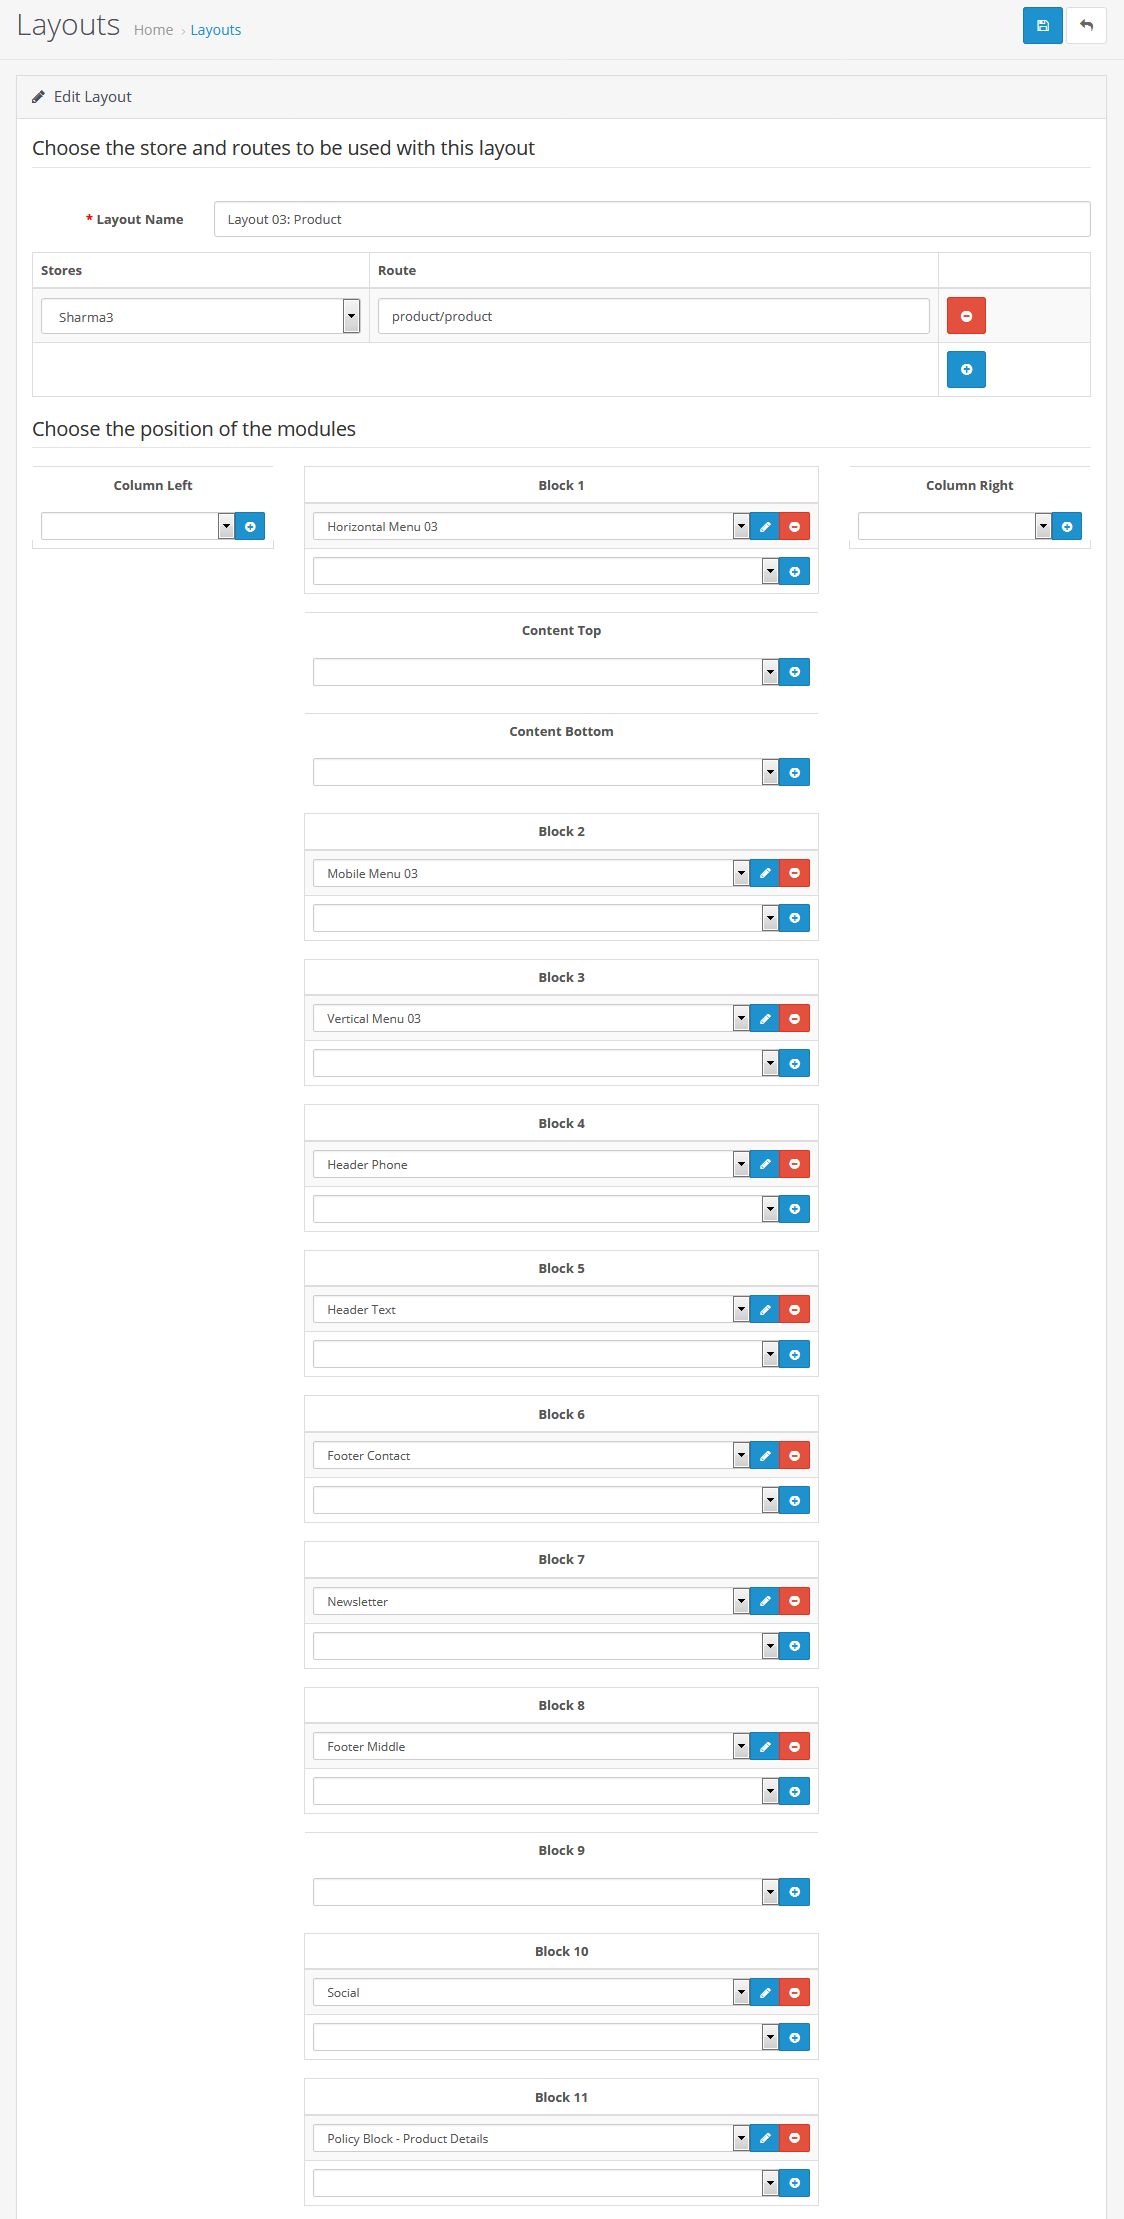 Layouts Home › Layouts
Edit Layout
Choose the store and routes to be used with this layout
* Layout Name Layout 03: Product
Stores Route
Sharma3 product/product
Choose the position of the modules
Column Left Block 1 Column Right
Horizontal Menu 03
Content Top
Content Bottom
Block 2
Mobile Menu 03
Block 3
Vertical Menu 03
Block 4
Header Phone
Block 5
Header Text
Block 6
Footer Contact
Block 7
Newsletter
Block 8
Footer Middle
Block 9
Block 10
Social
Block 11
Policy Block - Product Details